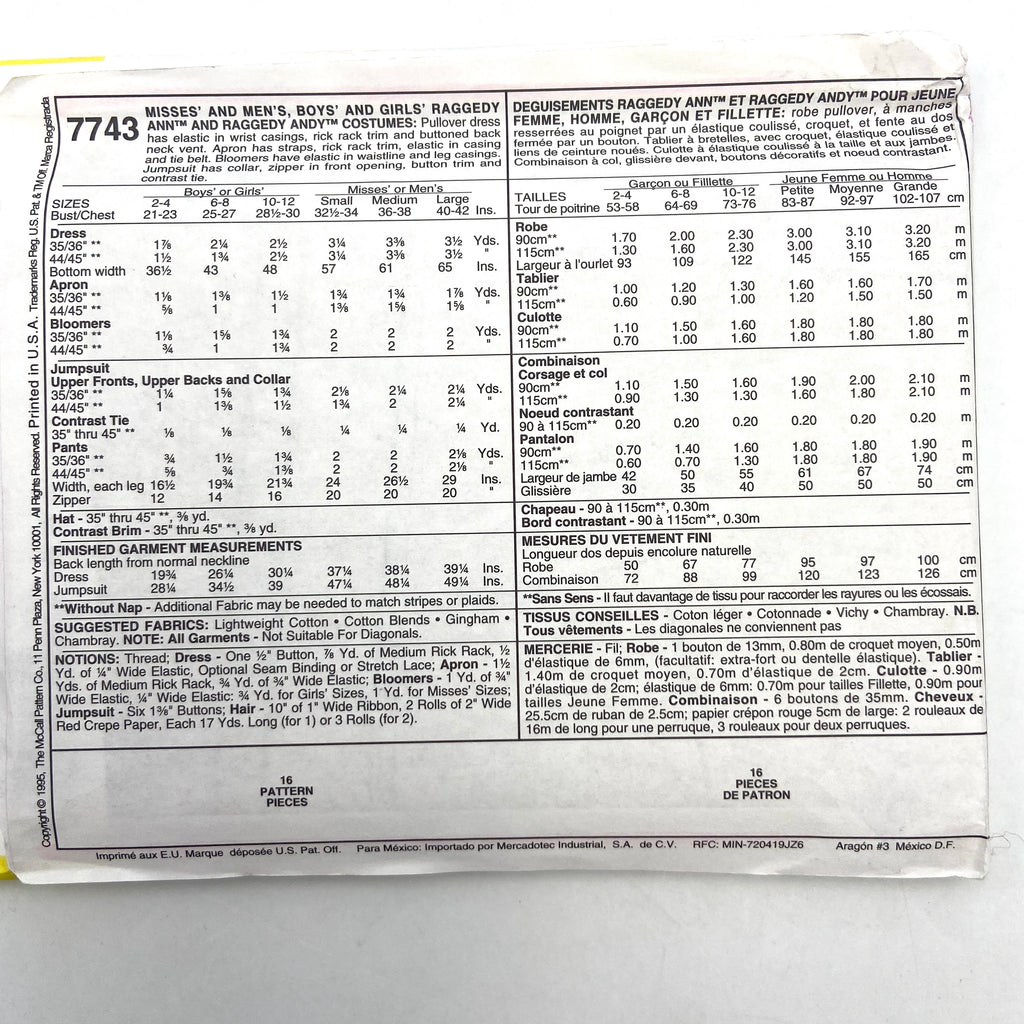 7743
MISSES' AND MEN'S, BOYS' AND GIRLS' RAGGEDY
ANN™ AND RAGGEDY ANDY™ COSTUMES: Pullover dress
has elastic in wrist casings, rick rack trim and buttoned back
neck vent. Apron has straps, rick rack trim, elastic in casing
and tie belt. Bloomers have elastic in waistline and leg casings.
Jumpsuit has collar, zipper in front opening, button trim and
contrast tie.
Boys' or Girls' Misses' or Men's
SIZES 2-4 6-8 10-12 Small Medium Large
Bust/Chest 21-23 25-27 28½-30 32½-34 36-38 40-42 Ins.
Dress
35/36" ** 1⅞ 2¼ 2½ 3¼ 3⅜ 3½ Yds.
44/45" ** 1½ 1¾ 2½ 3¼ 3⅜ 3½ "
Bottom width 36½ 43 48 57 61 65 Ins.
Apron
35/36" ** 1⅛ 1⅜ 1½ 1¾ 1¾ 1⅞ Yds.
44/45" ** ⅝ 1 1 1⅜ 1⅝ 1⅝ "
Bloomers
35/36" ** 1⅛ 1⅝ 1¾ 2 2 2 Yds.
44/45" ** ¾ 1 1¾ 2 2 2 "
Jumpsuit
Upper Fronts, Upper Backs and Collar
35/36" ** 1¼ 1⅝ 1¾ 2⅛ 2¼ 2¼ Yds.
44/45" ** 1 1⅜ 1½ 1¾ 2 2¼ "
Contrast Tie
35" thru 45" ** ⅛ ⅛ ⅛ ¼ ¼ ¼ Yd.
Pants
35/36" ** ¾ 1½ 1¾ 2 2 2⅛ Yds.
44/45" ** ⅝ ¾ 1⅜ 2 2 2⅛ "
Width, each leg 16½ 19¾ 21¾ 24 26½ 29 Ins.
Zipper 12 14 16 20 20 20 "
Hat - 35" thru 45" **, ⅜ yd.
Contrast Brim - 35" thru 45" **, ⅜ yd.
FINISHED GARMENT MEASUREMENTS
Back length from normal neckline
Dress 19¾ 26¼ 30¼ 37¼ 38¼ 39¼ Ins.
Jumpsuit 28¼ 34½ 39 47¼ 48¼ 49¼ Ins.
**Without Nap - Additional Fabric may be needed to match stripes or plaids.
SUGGESTED FABRICS: Lightweight Cotton • Cotton Blends • Gingham •
Chambray. NOTE: All Garments - Not Suitable For Diagonals.
NOTIONS: Thread; Dress - One ½" Button, ⅞ Yd. of Medium Rick Rack, ½
Yd. of ¼" Wide Elastic, Optional Seam Binding or Stretch Lace; Apron - 1½
Yds. of Medium Rick Rack, ¾ Yd. of ¾" Wide Elastic; Bloomers - 1 Yd. of ¾"
Wide Elastic, ¼" Wide Elastic: ¾ Yd. for Girls' Sizes, 1 Yd. for Misses' Sizes;
Jumpsuit - Six 1⅜" Buttons; Hair - 10" of 1" Wide Ribbon, 2 Rolls of 2" Wide
Red Crepe Paper, Each 17 Yds. Long (for 1) or 3 Rolls (for 2).
16
PATTERN
PIECES
DEGUISEMENTS RAGGEDY ANN™ ET RAGGEDY ANDY™ POUR JEUNE
FEMME, HOMME, GARÇON ET FILLETTE: robe pullover, à manches
resserrées au poignet par un élastique coulissé, croquet, et fente au dos
fermée par un bouton. Tablier à bretelles, avec croquet, élastique coulissé et
liens de ceinture noués. Culotte à élastique coulissé à la taille et aux jambes.
Combinaison à col, glissière devant, boutons décoratifs et noeud contrastant.
Garçon ou Filllette Jeune Femme ou Homme
TAILLES 2-4 6-8 10-12 Petite Moyenne Grande
Tour de poitrine 53-58 64-69 73-76 83-87 92-97 102-107 cm
Robe
90cm** 1.70 2.00 2.30 3.00 3.10 3.20 m
115cm** 1.30 1.60 2.30 3.00 3.10 3.20 m
Largeur à l'ourlet 93 109 122 145 155 165 cm
Tablier
90cm** 1.00 1.20 1.30 1.60 1.60 1.70 m
115cm** 0.60 0.90 1.00 1.20 1.50 1.50 m
Culotte
90cm** 1.10 1.50 1.60 1.80 1.80 1.80 m
115cm** 0.70 1.00 1.60 1.80 1.80 1.80 m
Combinaison
Corsage et col
90cm** 1.10 1.50 1.60 1.90 2.00 2.10 m
115cm** 0.90 1.30 1.30 1.60 1.80 2.10 m
Noeud contrastant
90 à 115cm** 0.20 0.20 0.20 0.20 0.20 0.20 m
Pantalon
90cm** 0.70 1.40 1.60 1.80 1.80 1.90 m
115cm** 0.60 0.70 1.30 1.80 1.80 1.90 m
Largeur de jambe 42 50 55 61 67 74 cm
Glissière 30 35 40 50 50 50 cm
Chapeau - 90 à 115cm**, 0.30m
Bord contrastant - 90 à 115cm**, 0.30m
MESURES DU VETEMENT FINI
Longueur dos depuis encolure naturelle
Robe 50 67 77 95 97 100 cm
Combinaison 72 88 99 120 123 126 cm
**Sans Sens - Il faut davantage de tissu pour raccorder les rayures ou les écossais.
TISSUS CONSEILLES - Coton léger • Cotonnade • Vichy • Chambray. N.B.
Tous vêtements - Les diagonales ne conviennent pas
MERCERIE - Fil; Robe - 1 bouton de 13mm, 0.80m de croquet moyen, 0.50m
d'élastique de 6mm, (facultatif: extra-fort ou dentelle élastique). Tablier -
1.40m de croquet moyen, 0.70m d'élastique de 2cm. Culotte - 0.90m
d'élastique de 2cm; élastique de 6mm: 0.70m pour tailles Fillette, 0.90m pour
tailles Jeune Femme. Combinaison - 6 boutons de 35mm. Cheveux -
25.5cm de ruban de 2.5cm; papier crépon rouge 5cm de large: 2 rouleaux de
16m de long pour une perruque, 3 rouleaux pour deux perruques.
16
PIECES
DE PATRON
Imprimé aux E.U. Marque déposée U.S. Pat. Off. Para México: Importado por Mercadotec Industrial, S.A. de C.V. RFC: MIN-720419JZ6 Aragón #3 México D.F.
Copyright © 1995, The McCall Pattern Co., 11 Penn Plaza, New York 10001. All Rights Reserved. Printed in U.S.A. Trademarks Reg. U.S. Pat. & TM Off. Marca Registrada